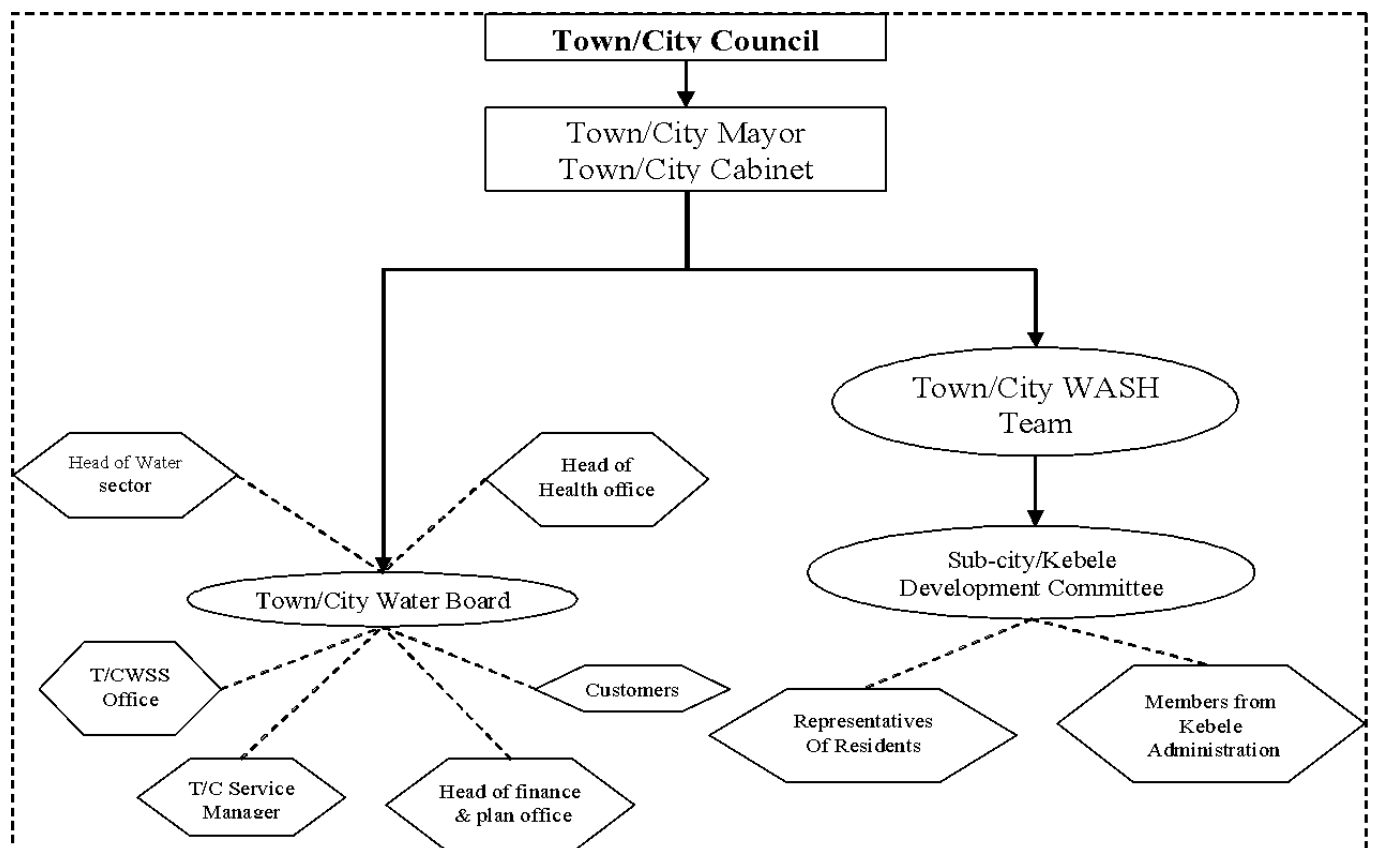 Town/City Council
Town/City Mayor
Town/City Cabinet
Town/City WASH
Team
Head of Water
sector
Head of
Health office
Town/City Water Board
Sub-city/Kebele
Development Committee
T/CWSS
Office
Customers
Representatives
Of Residents
Members from
Kebele
Administration
T/C Service
Manager
Head of finance
& plan office